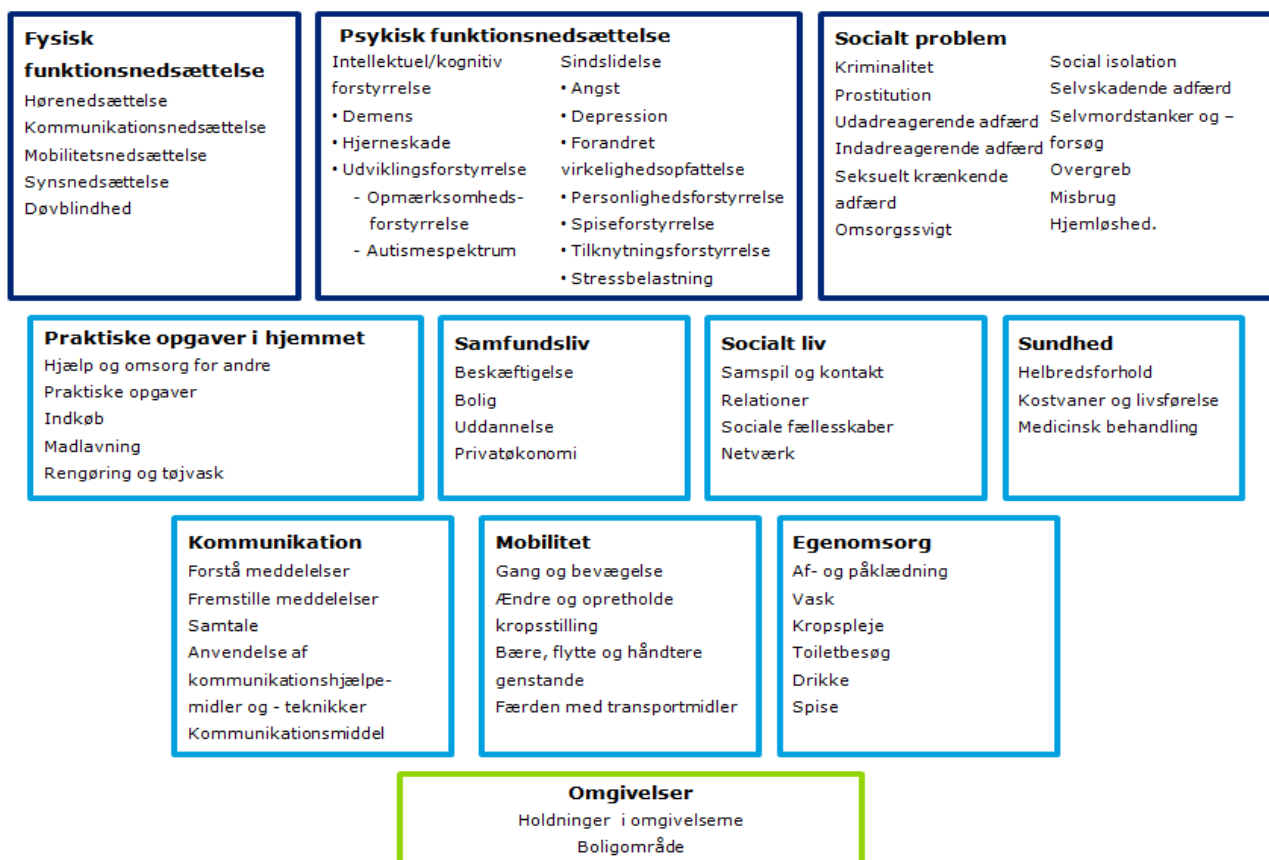 Fysisk
funktionsnedsættelse
Hørenedsættelse
Kommunikationsnedsættelse
Mobilitetsnedsættelse
Synsnedsættelse
Døvblindhed
Psykisk funktionsnedsættelse
Intellektuel/kognitiv
forstyrrelse
• Demens
• Hjerneskade
• Udviklingsforstyrrelse
- Opmærksomheds-
forstyrrelse
- Autismespektrum
Sindslidelse
• Angst
• Depression
• Forandret
virkelighedsopfattelse
• Personlighedsforstyrrelse
• Spiseforstyrrelse
• Tilknytningsforstyrrelse
• Stressbelastning
Socialt problem
Kriminalitet
Prostitution
Udadreagerende adfærd
Indadreagerende adfærd
Seksuelt krænkende
adfærd
Omsorgssvigt
Social isolation
Selvskadende adfærd
Selvmordstanker og –
forsøg
Overgreb
Misbrug
Hjemløshed.
Praktiske opgaver i hjemmet
Hjælp og omsorg for andre
Praktiske opgaver
Indkøb
Madlavning
Rengøring og tøjvask
Samfundsliv
Beskæftigelse
Bolig
Uddannelse
Privatøkonomi
Socialt liv
Samspil og kontakt
Relationer
Sociale fællesskaber
Netværk
Sundhed
Helbredsforhold
Kostvaner og livsførelse
Medicinsk behandling
Kommunikation
Forstå meddelelser
Fremstille meddelelser
Samtale
Anvendelse af
kommunikationshjælpe-
midler og - teknikker
Kommunikationsmiddel
Mobilitet
Gang og bevægelse
Ændre og opretholde
kropsstilling
Bære, flytte og håndtere
genstande
Færden med transportmidler
Egenomsorg
Af- og påklædning
Vask
Kropspleje
Toiletbesøg
Drikke
Spise
Omgivelser
Holdninger i omgivelserne
Boligområde